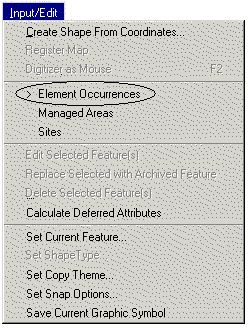 Input/Edit
Create Shape From Coordinates...
Register Map
Digitizer as Mouse F2
> Element Occurrences
Managed Areas
Sites
Edit Selected Feature(s)
Replace Selected with Archived Feature
Delete Selected Feature(s)
Calculate Deferred Attributes
Set Current Feature...
Set ShapeType
Set Copy Theme...
Set Snap Options...
Save Current Graphic Symbol